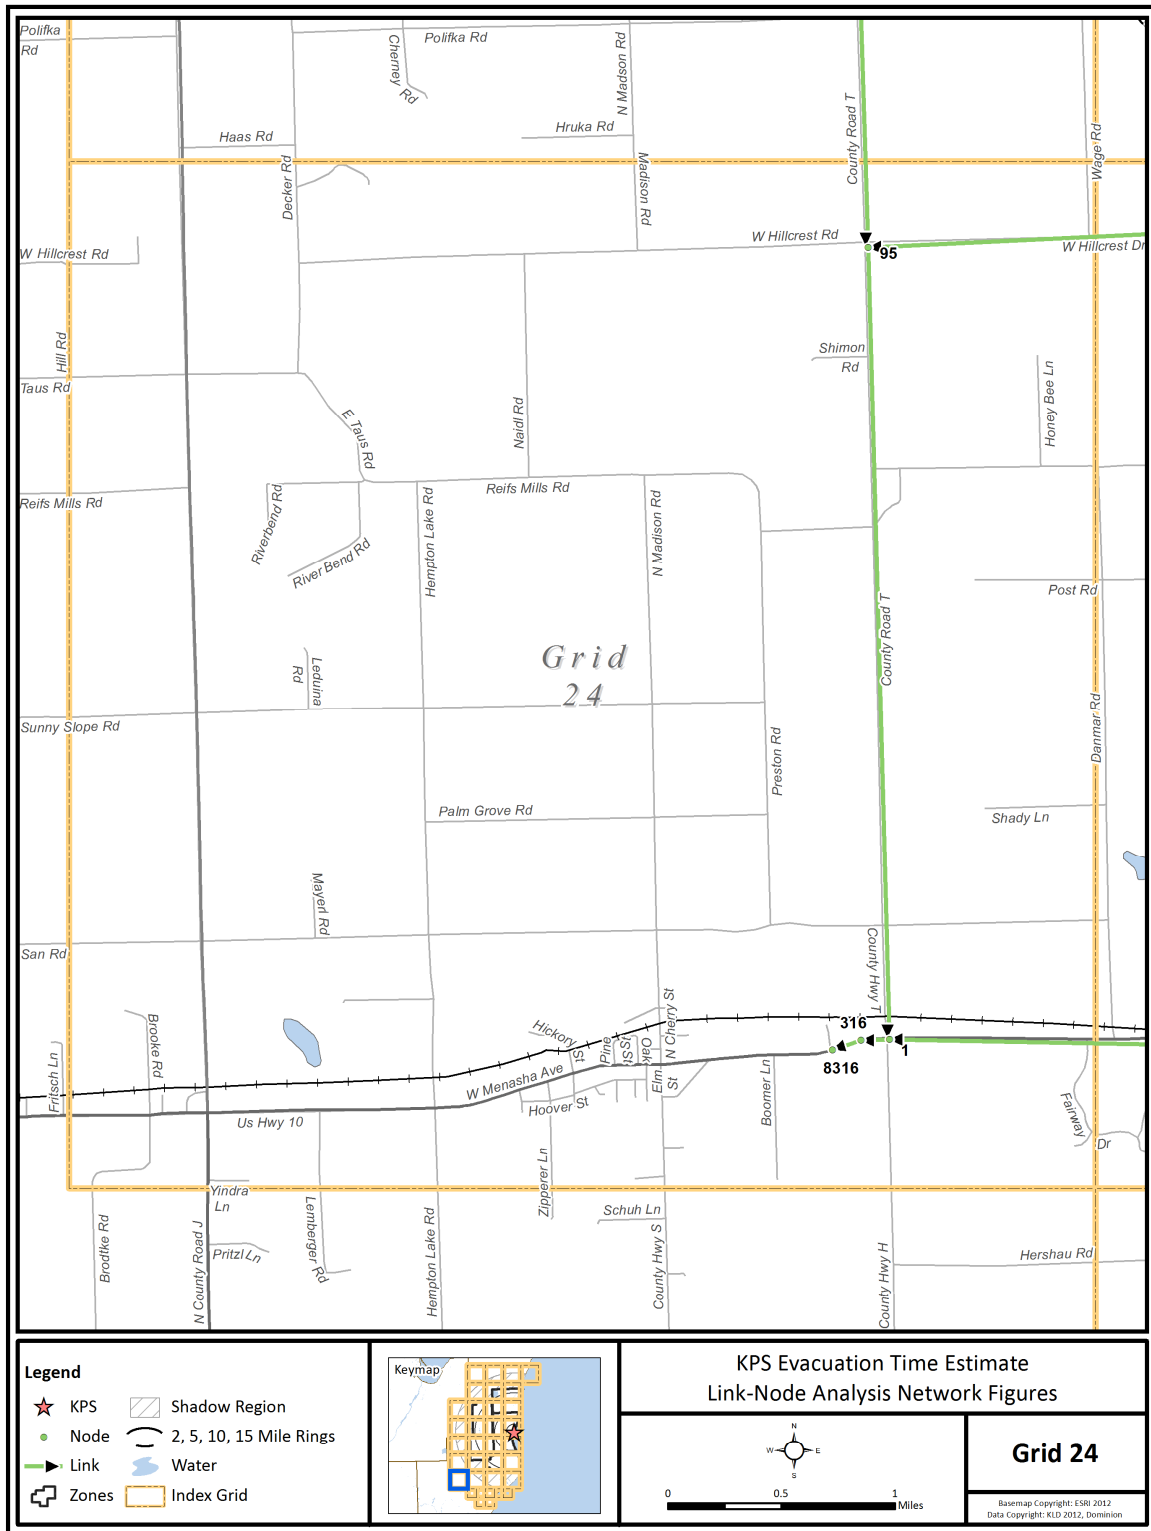 Polifka
Rd
Cherney Rd
Polifka Rd
N Madson Rd
County Road T
Wage Rd
Haas Rd
Hruka Rd
Decker Rd
Madison Rd
W Hillcrest Rd
W Hillcrest Rd
95
W Hillcrest Dr
Hill Rd
Shimon
Rd
Honey Bee Ln
Taus Rd
E Taus Rd
Naidl Rd
Reifs Mills Rd
Reifs Mills Rd
Riverbend Rd
River Bend Rd
Hempton Lake Rd
N Madison Rd
Post Rd
County Road T
Grid
24
Leduina
Rd
Sunny Slope Rd
Preston Rd
Danmar Rd
Palm Grove Rd
Shady Ln
Mayerl Rd
San Rd
County Hwy T
Brooke Rd
Fritsch Ln
Hickory St
Pine
St
St
Oak
N Cherry St
316
1
8316
W Menasha Ave
Elm
St
Hoover St
Us Hwy 10
Boomer Ln
Fairway
Dr
Zipperer Ln
Yindra
Ln
Schuh Ln
Brodtke Rd
N County Road J
Pritzl Ln
Lemberger Rd
Hempton Lake Rd
County Hwy S
County Hwy H
Hershau Rd
Legend
KPS
Shadow Region
Node
2, 5, 10, 15 Mile Rings
Link
Water
Zones
Index Grid
Keymap
KPS Evacuation Time Estimate
Link-Node Analysis Network Figures
N
W
E
S
0
0.5
1
Miles
Grid 24
Basemap Copyright: ESRI 2012
Data Copyright: KLD 2012, Dominion